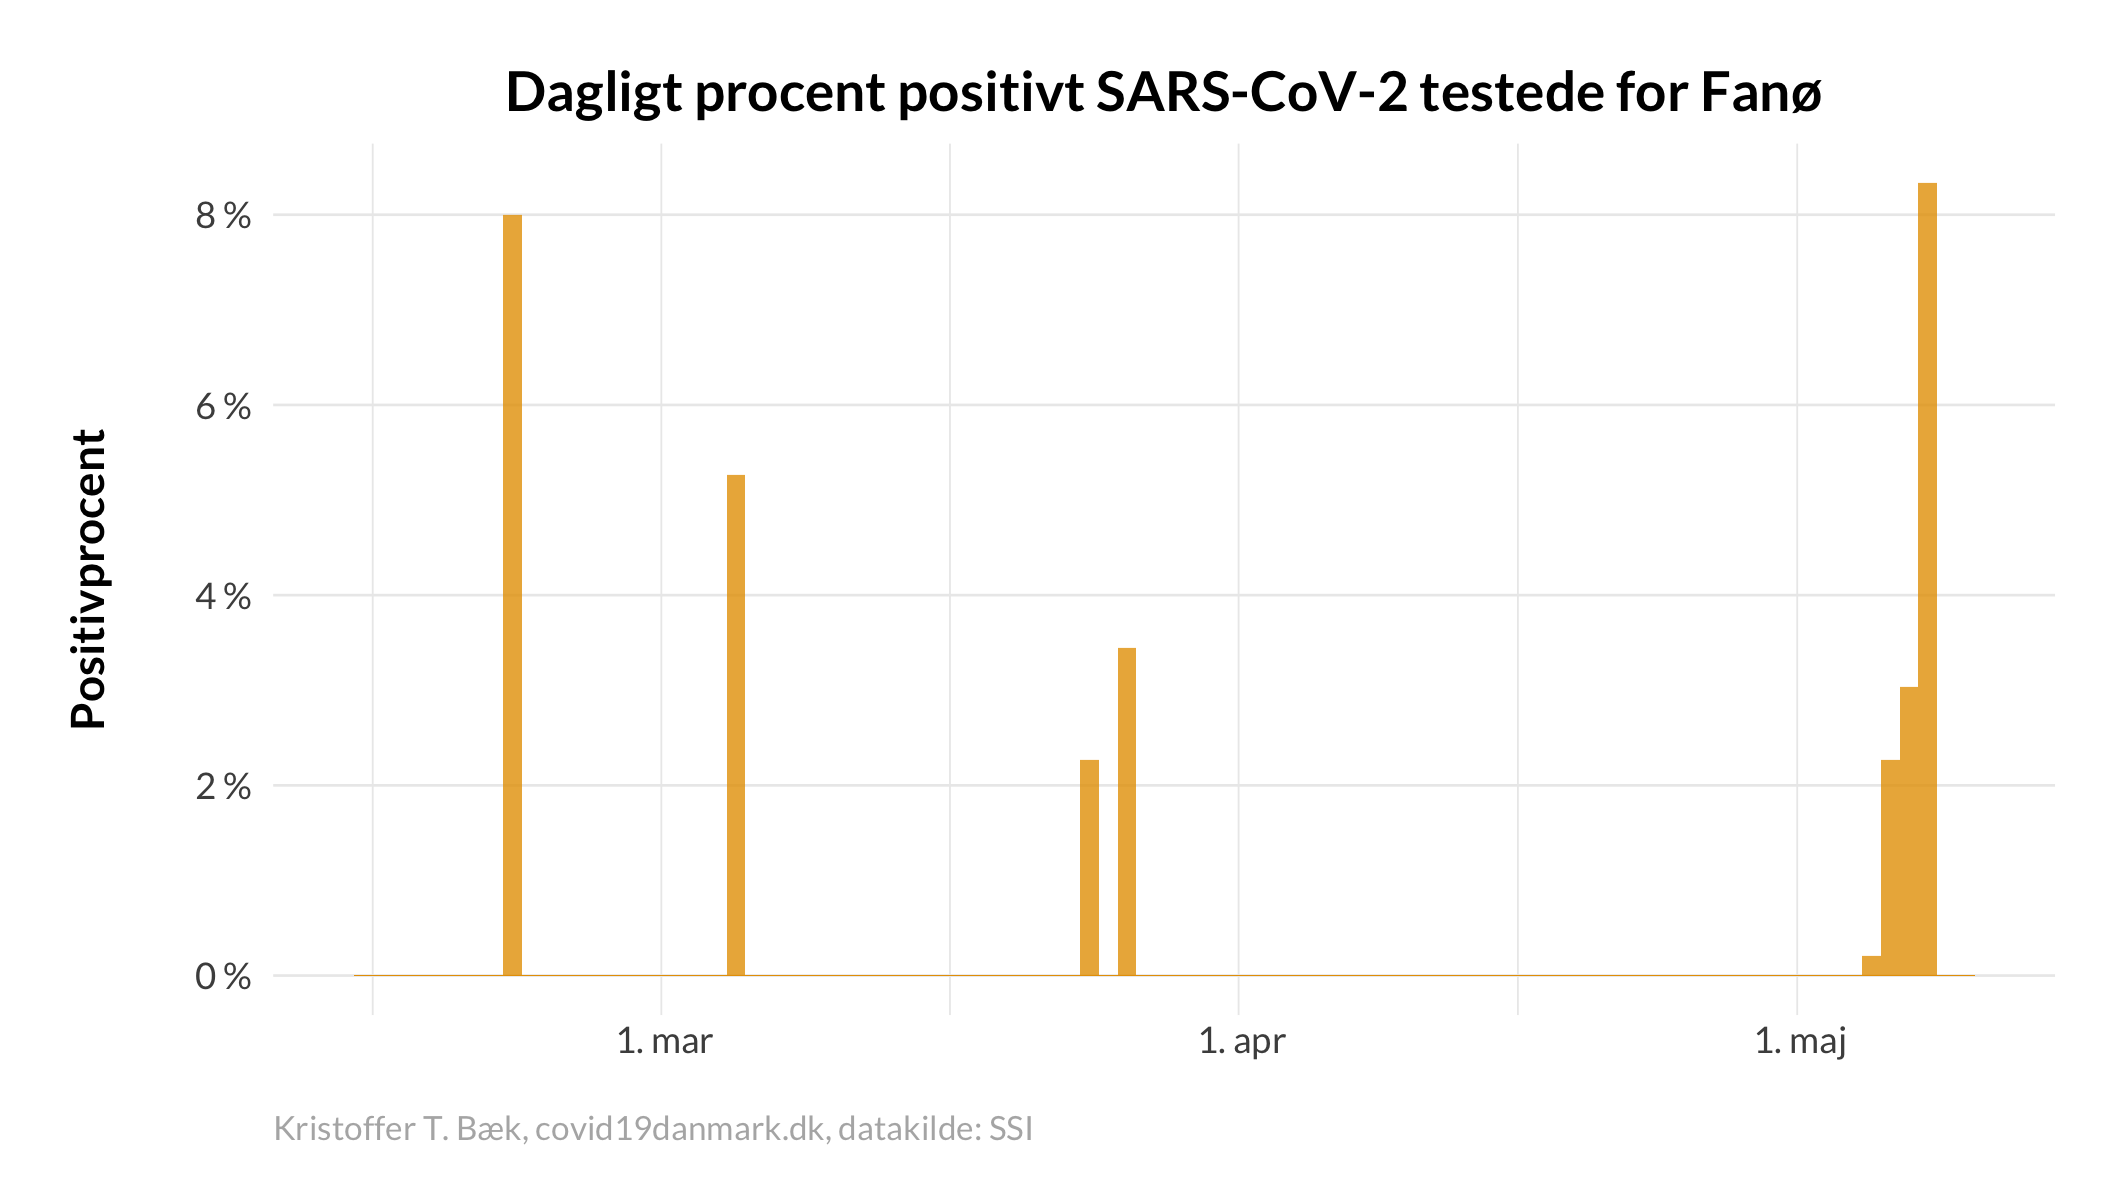 Dagligt procent positivt SARS-CoV-2 testede for Fanø
Positivprocent
8 %
6 %
4 %
2 %
0 %
1. mar
1. apr
1. maj
Kristoffer T. Bæk, covid19danmark.dk, datakilde: SSI